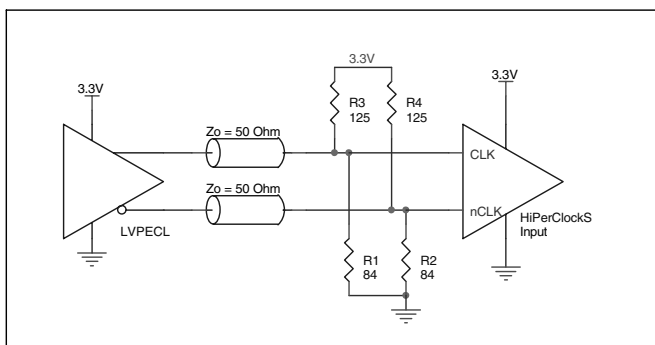 3.3V
3.3V
3.3V
R3
125
R4
125
Zo = 50 Ohm
CLK
Zo = 50 Ohm
nCLK
HiPerClockS
Input
LVPECL
R1
84
R2
84